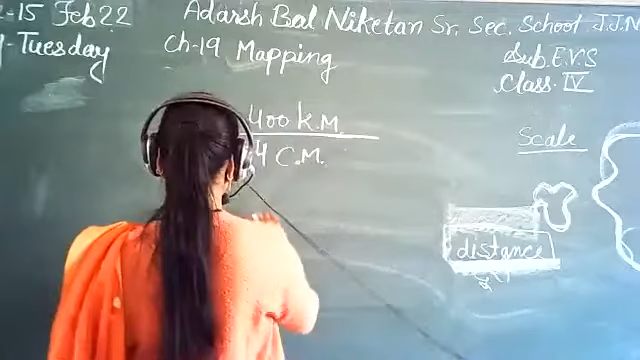 -15 Feb 22
Adarsh Bal Niketan Sr. Sec. School J.J.N
-Tuesday
Ch-19 Mapping
Sub. E.V.S
Class. IV
400 K.M.
4 C.M.
Scale
distance